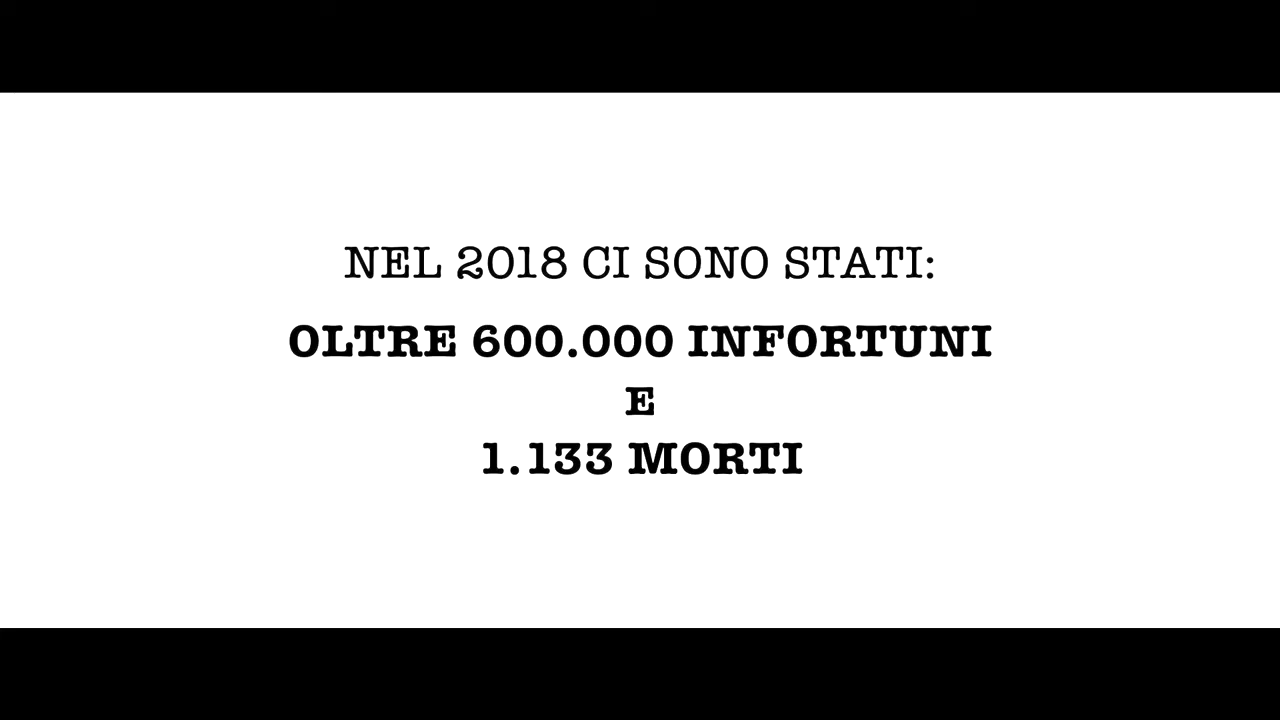 NEL 2018 CI SONO STATI:
OLTRE 600.000 INFORTUNI
E
1.133 MORTI